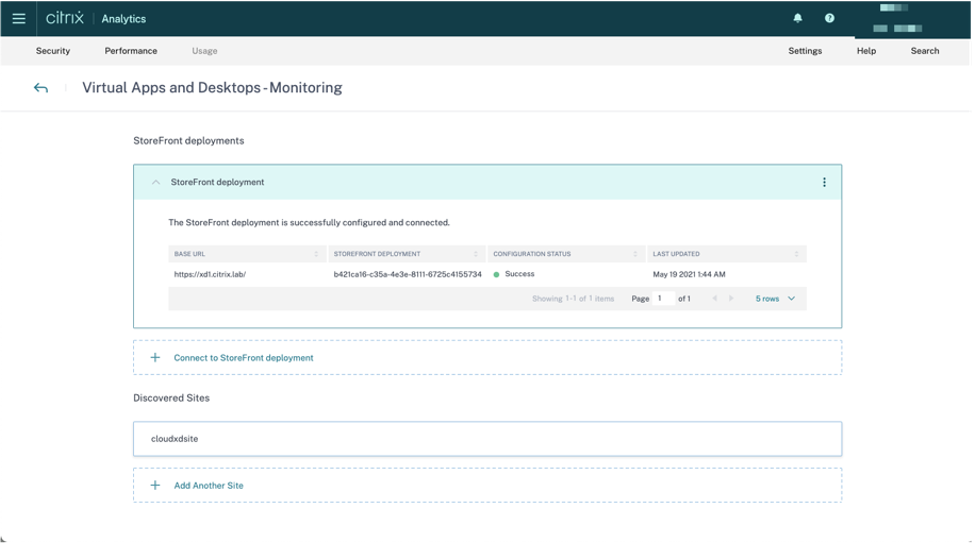 citrix | Analytics
Security Performance Usage Settings Help Search
Virtual Apps and Desktops - Monitoring
StoreFront deployments
StoreFront deployment
The StoreFront deployment is successfully configured and connected.
BASE URL STOREFRONT DEPLOYMENT CONFIGURATION STATUS LAST UPDATED
https://xd1.citrix.lab/ b421ca16-c35a-4e3e-8111-6725c4155734 Success May 19 2021 1:44 AM
Showing 1-1 of 1 items Page 1 of 1 5 rows
+ Connect to StoreFront deployment
Discovered Sites
cloudxdsite
+ Add Another Site